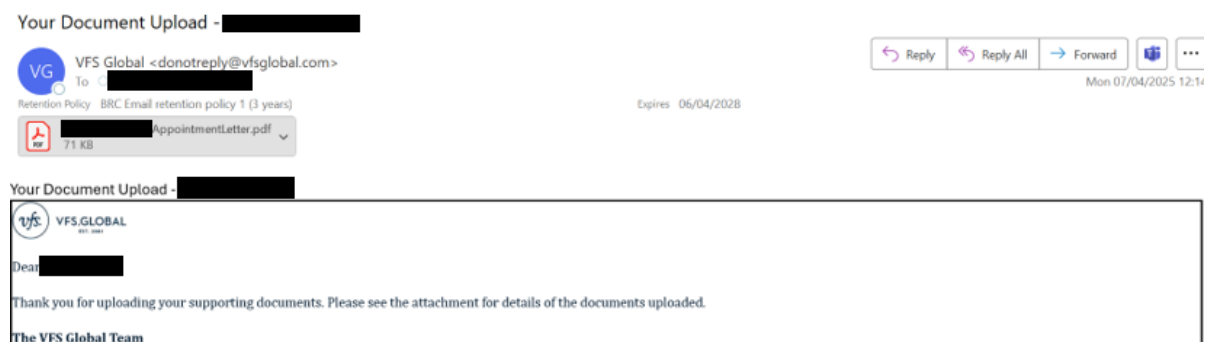 Your Document Upload -
VG
VFS Global <donotreply@vfsglobal.com>
To
Reply
Reply All
Forward
Mon 07/04/2025 12:14
Retention Policy BRC Email retention policy 1 (3 years)
Expires 06/04/2028
PDF
AppointmentLetter.pdf
71 KB
Your Document Upload -
vfs. VFS.GLOBAL
EST. 2001
Dear
Thank you for uploading your supporting documents. Please see the attachment for details of the documents uploaded.
The VFS Global Team